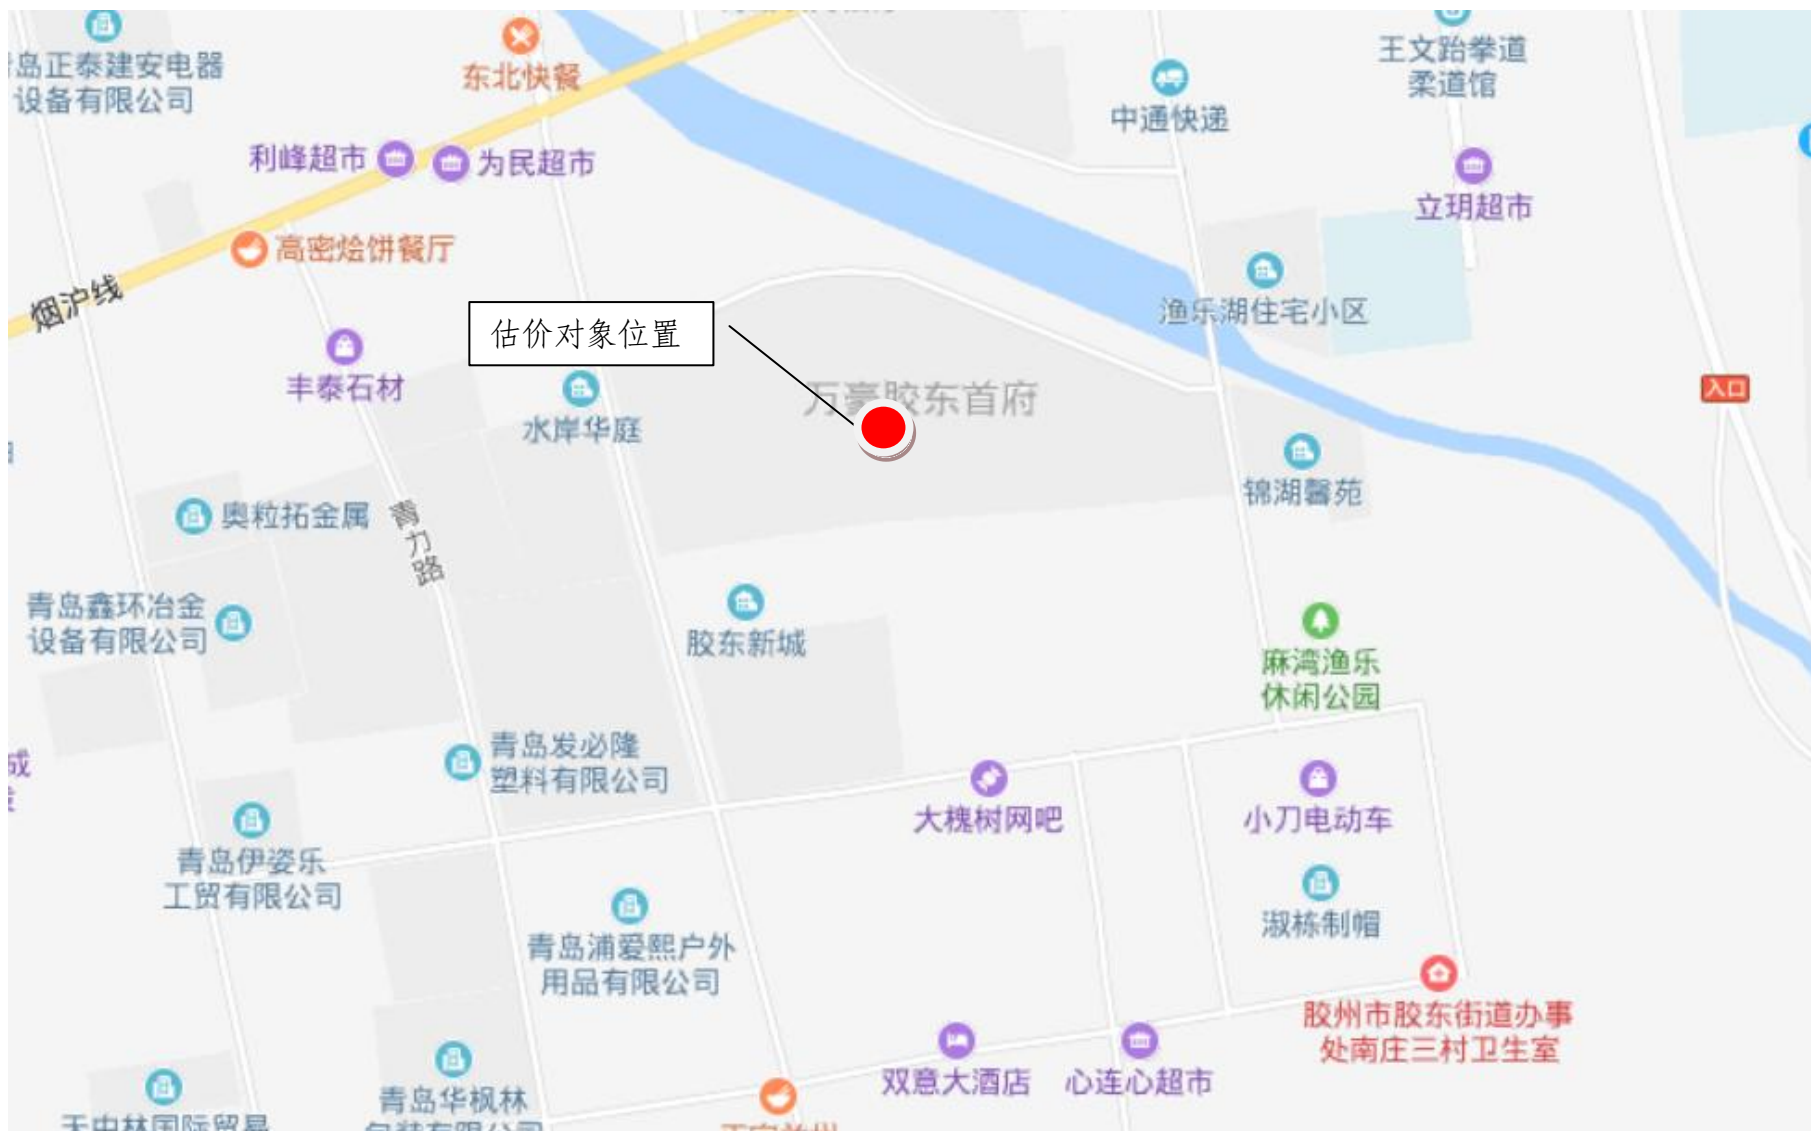 岛正泰建安电器
设备有限公司
东北快餐
王文跆拳道
柔道馆
中通快递
利峰超市
为民超市
立玥超市
高密烩饼餐厅
烟沪线
渔乐湖住宅小区
估价对象位置
丰泰石材
入口
万豪胶东首府
水岸华庭
锦湖馨苑
奥粒拓金属
青力路
青岛鑫环冶金
设备有限公司
胶东新城
麻湾渔乐
休闲公园
青岛发必隆
塑料有限公司
成
大槐树网吧
小刀电动车
青岛伊姿乐
工贸有限公司
淑栋制帽
青岛浦爱熙户外
用品有限公司
胶州市胶东街道办事
处南庄三村卫生室
双意大酒店
心连心超市
青岛华枫林